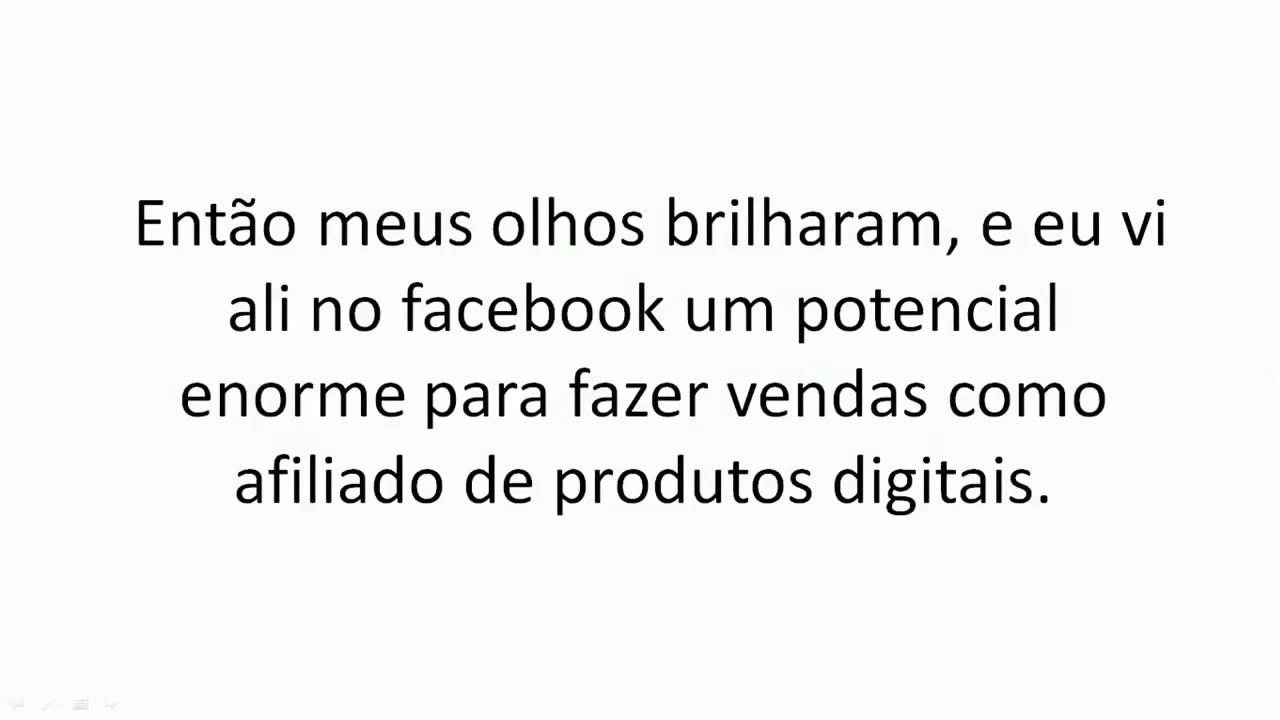 Então meus olhos brilharam, e eu vi
ali no facebook um potencial
enorme para fazer vendas como
afiliado de produtos digitais.